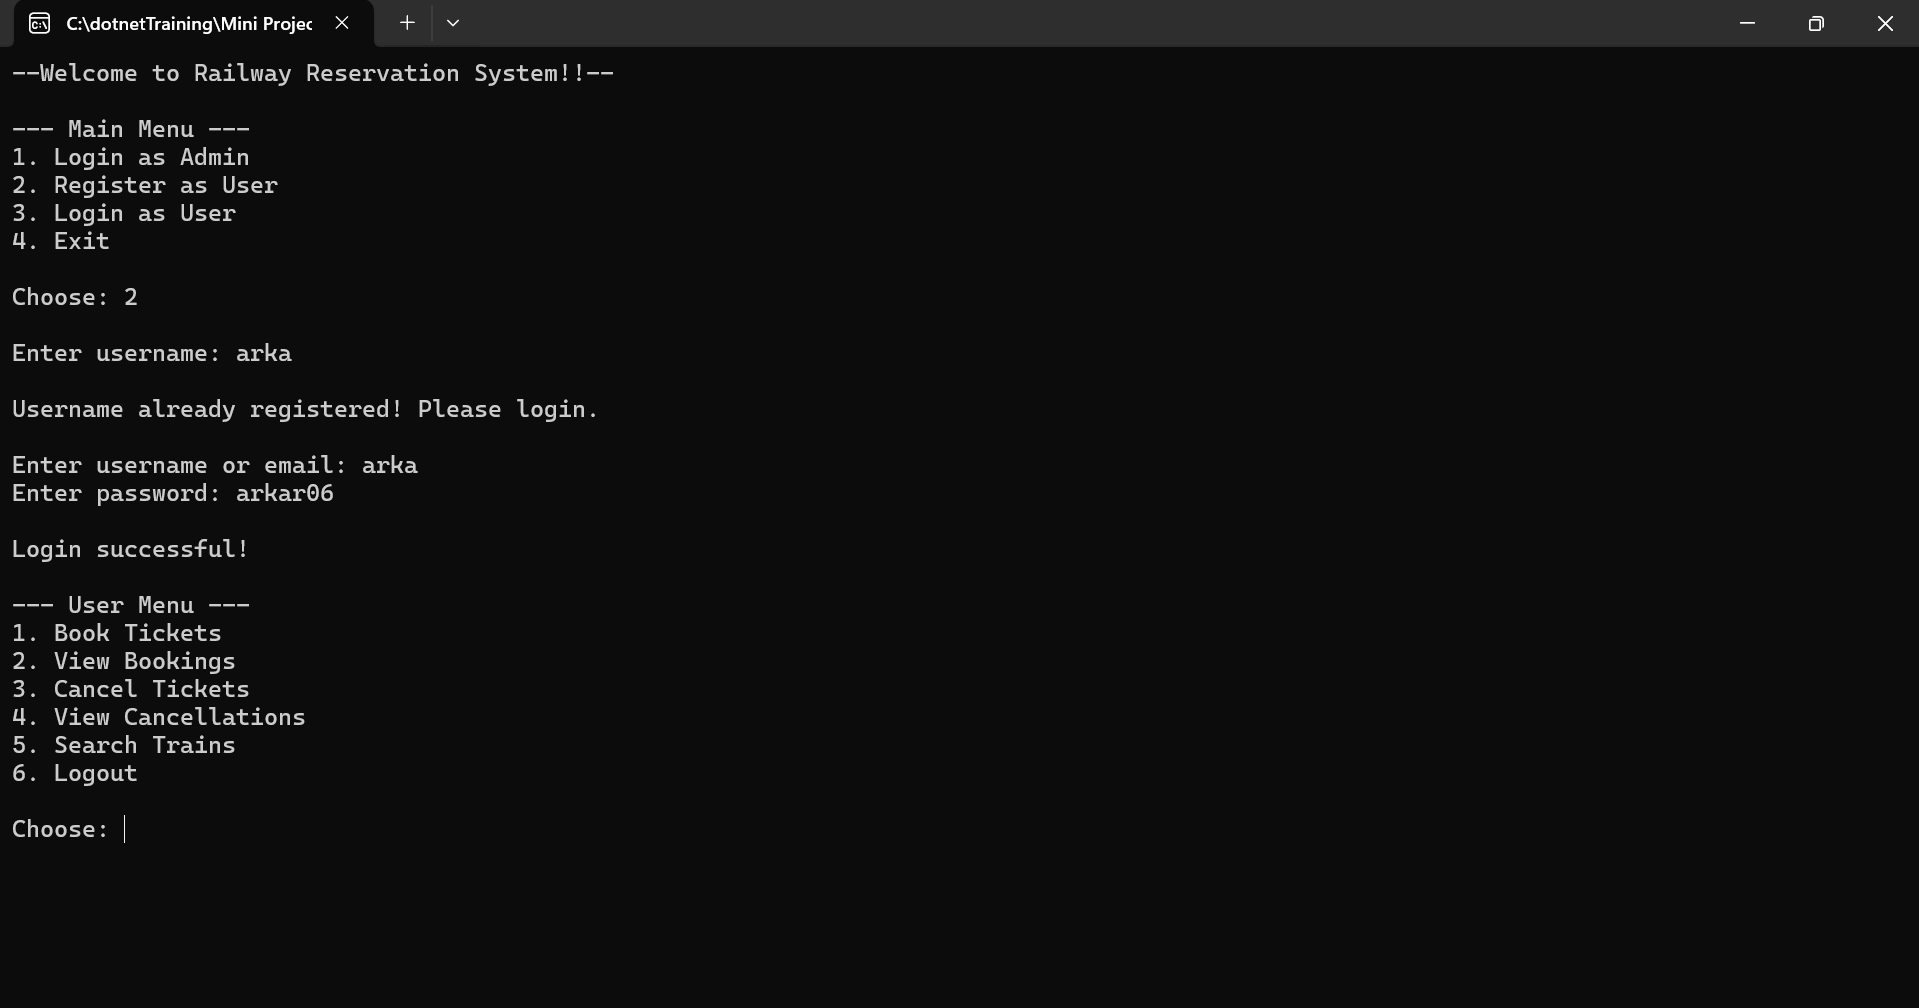 C:\dotnetTraining\Mini Projec
--Welcome to Railway Reservation System!!--
--- Main Menu ---
1. Login as Admin
2. Register as User
3. Login as User
4. Exit
Choose: 2
Enter username: arka
Username already registered! Please login.
Enter username or email: arka
Enter password: arkar06
Login successful!
--- User Menu ---
1. Book Tickets
2. View Bookings
3. Cancel Tickets
4. View Cancellations
5. Search Trains
6. Logout
Choose: